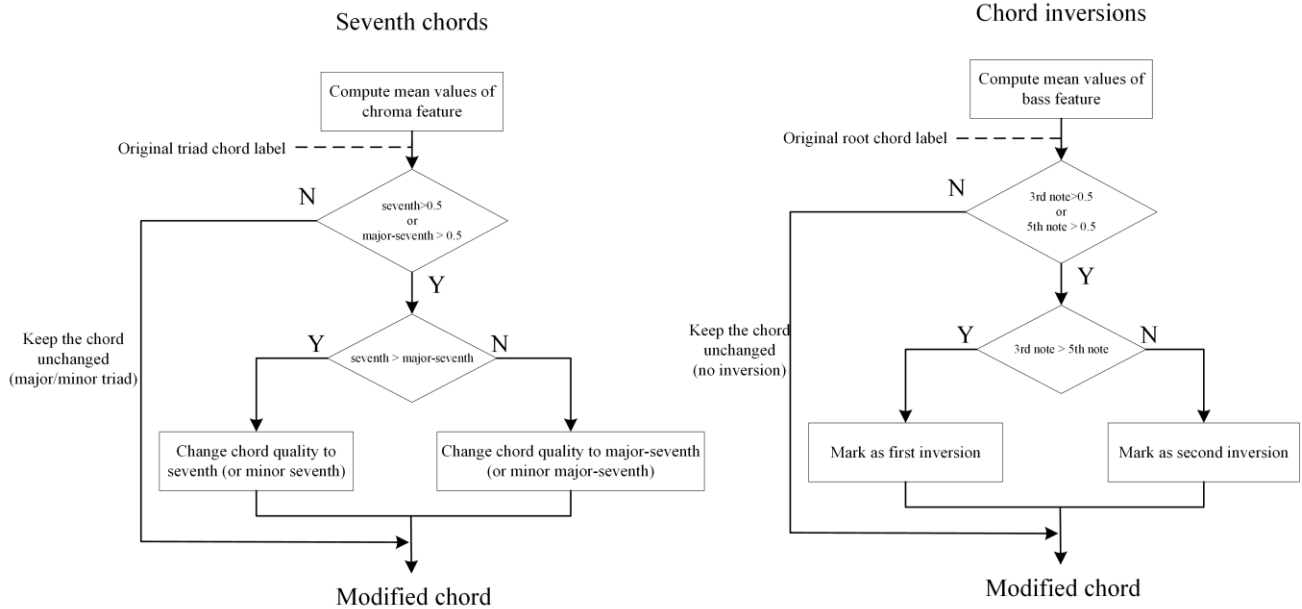 Seventh chords
Compute mean values of
chroma feature
Original triad chord label
N
seventh>0.5
or
major-seventh > 0.5
Y
Keep the chord
unchanged
(major/minor triad)
Y
seventh > major-seventh
N
Change chord quality to
seventh (or minor seventh)
Change chord quality to major-seventh
(or minor major-seventh)
Modified chord
Chord inversions
Compute mean values of
bass feature
Original root chord label
N
3rd note>0.5
or
5th note > 0.5
Y
Keep the chord
unchanged
(no inversion)
Y
3rd note > 5th note
N
Mark as first inversion
Mark as second inversion
Modified chord